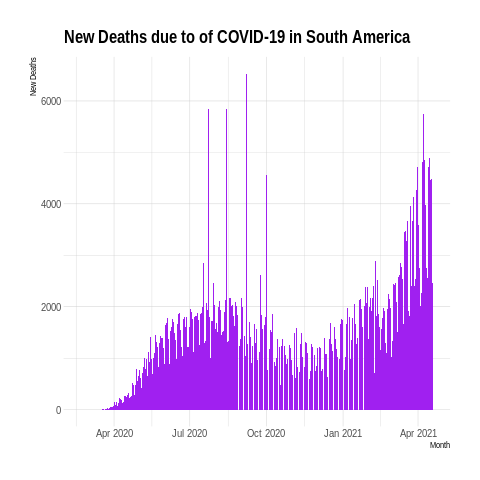 New Deaths due to of COVID-19 in South America
New Deaths
6000
4000
2000
0
Apr 2020 Jul 2020 Oct 2020 Jan 2021 Apr 2021
Month